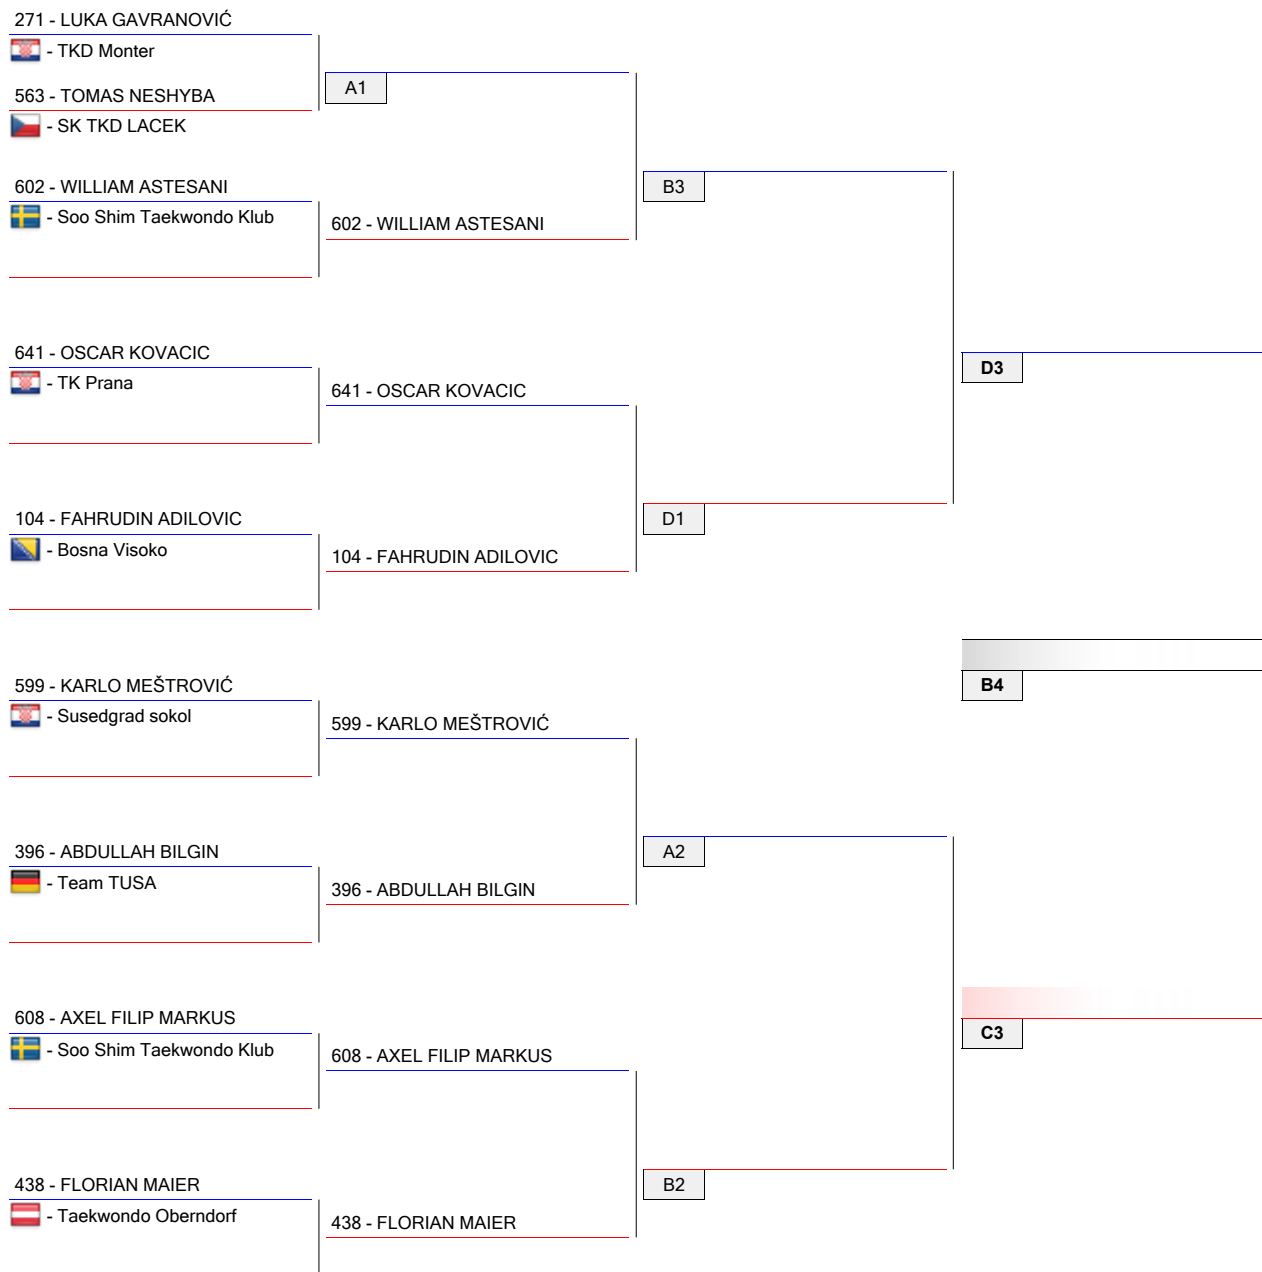 271 - LUKA GAVRANOVIĆ
- TKD Monter
A1
563 - TOMAS NESHYBA
- SK TKD LACEK
602 - WILLIAM ASTESANI
B3
- Soo Shim Taekwondo Klub
602 - WILLIAM ASTESANI
641 - OSCAR KOVACIC
D3
- TK Prana
641 - OSCAR KOVACIC
104 - FAHRUDIN ADILOVIC
D1
- Bosna Visoko
104 - FAHRUDIN ADILOVIC
599 - KARLO MEŠTROVIĆ
B4
- Susedgrad sokol
599 - KARLO MEŠTROVIĆ
396 - ABDULLAH BILGIN
A2
- Team TUSA
396 - ABDULLAH BILGIN
608 - AXEL FILIP MARKUS
C3
- Soo Shim Taekwondo Klub
608 - AXEL FILIP MARKUS
438 - FLORIAN MAIER
B2
- Taekwondo Oberndorf
438 - FLORIAN MAIER